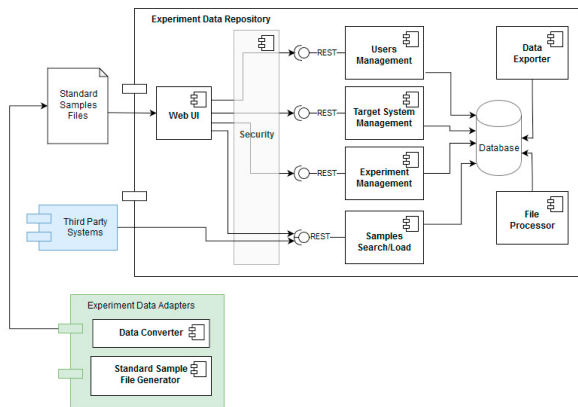 Experiment Data Repository
Standard
Samples
Files
Web UI
Security
REST
Users
Management
Data
Exporter
REST
Target System
Management
Database
REST
Experiment
Management
Third Party
Systems
REST
Samples
Search/Load
File
Processor
Experiment Data Adapters
Data Converter
Standard Sample
File Generator